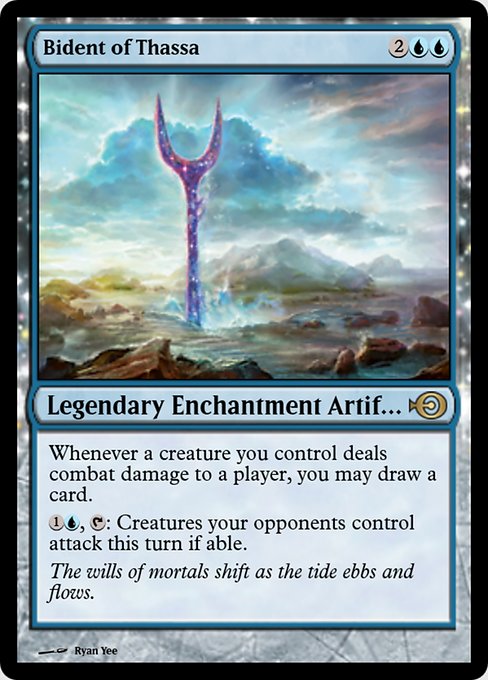 Bident of Thassa 2
Legendary Enchantment Artif...
Whenever a creature you control deals
combat damage to a player, you may draw a
card.
1, : Creatures your opponents control
attack this turn if able.
The wills of mortals shift as the tide ebbs and
flows.
Ryan Yee